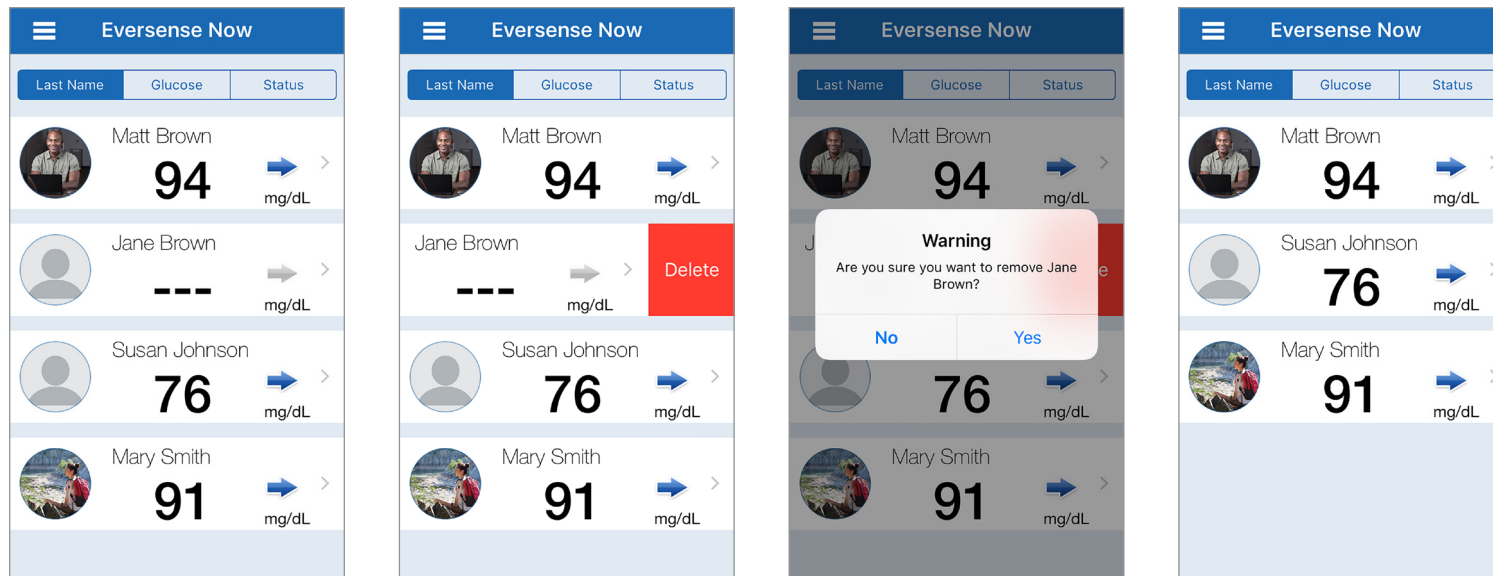 Eversense Now
Last Name Glucose Status
Matt Brown
94
mg/dL
Jane Brown
---
mg/dL
Susan Johnson
76
mg/dL
Mary Smith
91
mg/dL
Eversense Now
Last Name Glucose Status
Matt Brown
94
mg/dL
Jane Brown
Delete
---
mg/dL
Susan Johnson
76
mg/dL
Mary Smith
91
mg/dL
Eversense Now
Last Name Glucose Status
Matt Brown
94
mg/dL
J
Warning
Are you sure you want to remove Jane
Brown?
e
No Yes
76
mg/dL
Mary Smith
91
mg/dL
Eversense Now
Last Name Glucose Status
Matt Brown
94
mg/dL
Susan Johnson
76
mg/dL
Mary Smith
91
mg/dL